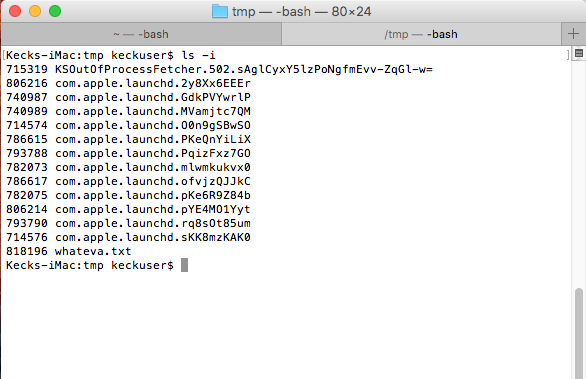 tmp — -bash — 80×24
~ — -bash
/tmp — -bash
Kecks-iMac:tmp keckuser$ ls -i
715319 KSOutOfProcessFetcher.502.sAglCyxY5lzPoNgfmEvv-ZqGl-w=
806216 com.apple.launchd.2y8Xx6EEEr
740987 com.apple.launchd.GdkPVYwrlP
740989 com.apple.launchd.MVamjtc7QM
714574 com.apple.launchd.O0n9gSBwSO
786615 com.apple.launchd.PKeQnYiLiX
793788 com.apple.launchd.PqizFxz7GO
782073 com.apple.launchd.mlwmkukvx0
786617 com.apple.launchd.ofvjzQJJkC
782075 com.apple.launchd.pKe6R9Z84b
806214 com.apple.launchd.pYE4MO1Yyt
793790 com.apple.launchd.rq8sOt85um
714576 com.apple.launchd.sKK8mzKAK0
818196 whateva.txt
Kecks-iMac:tmp keckuser$